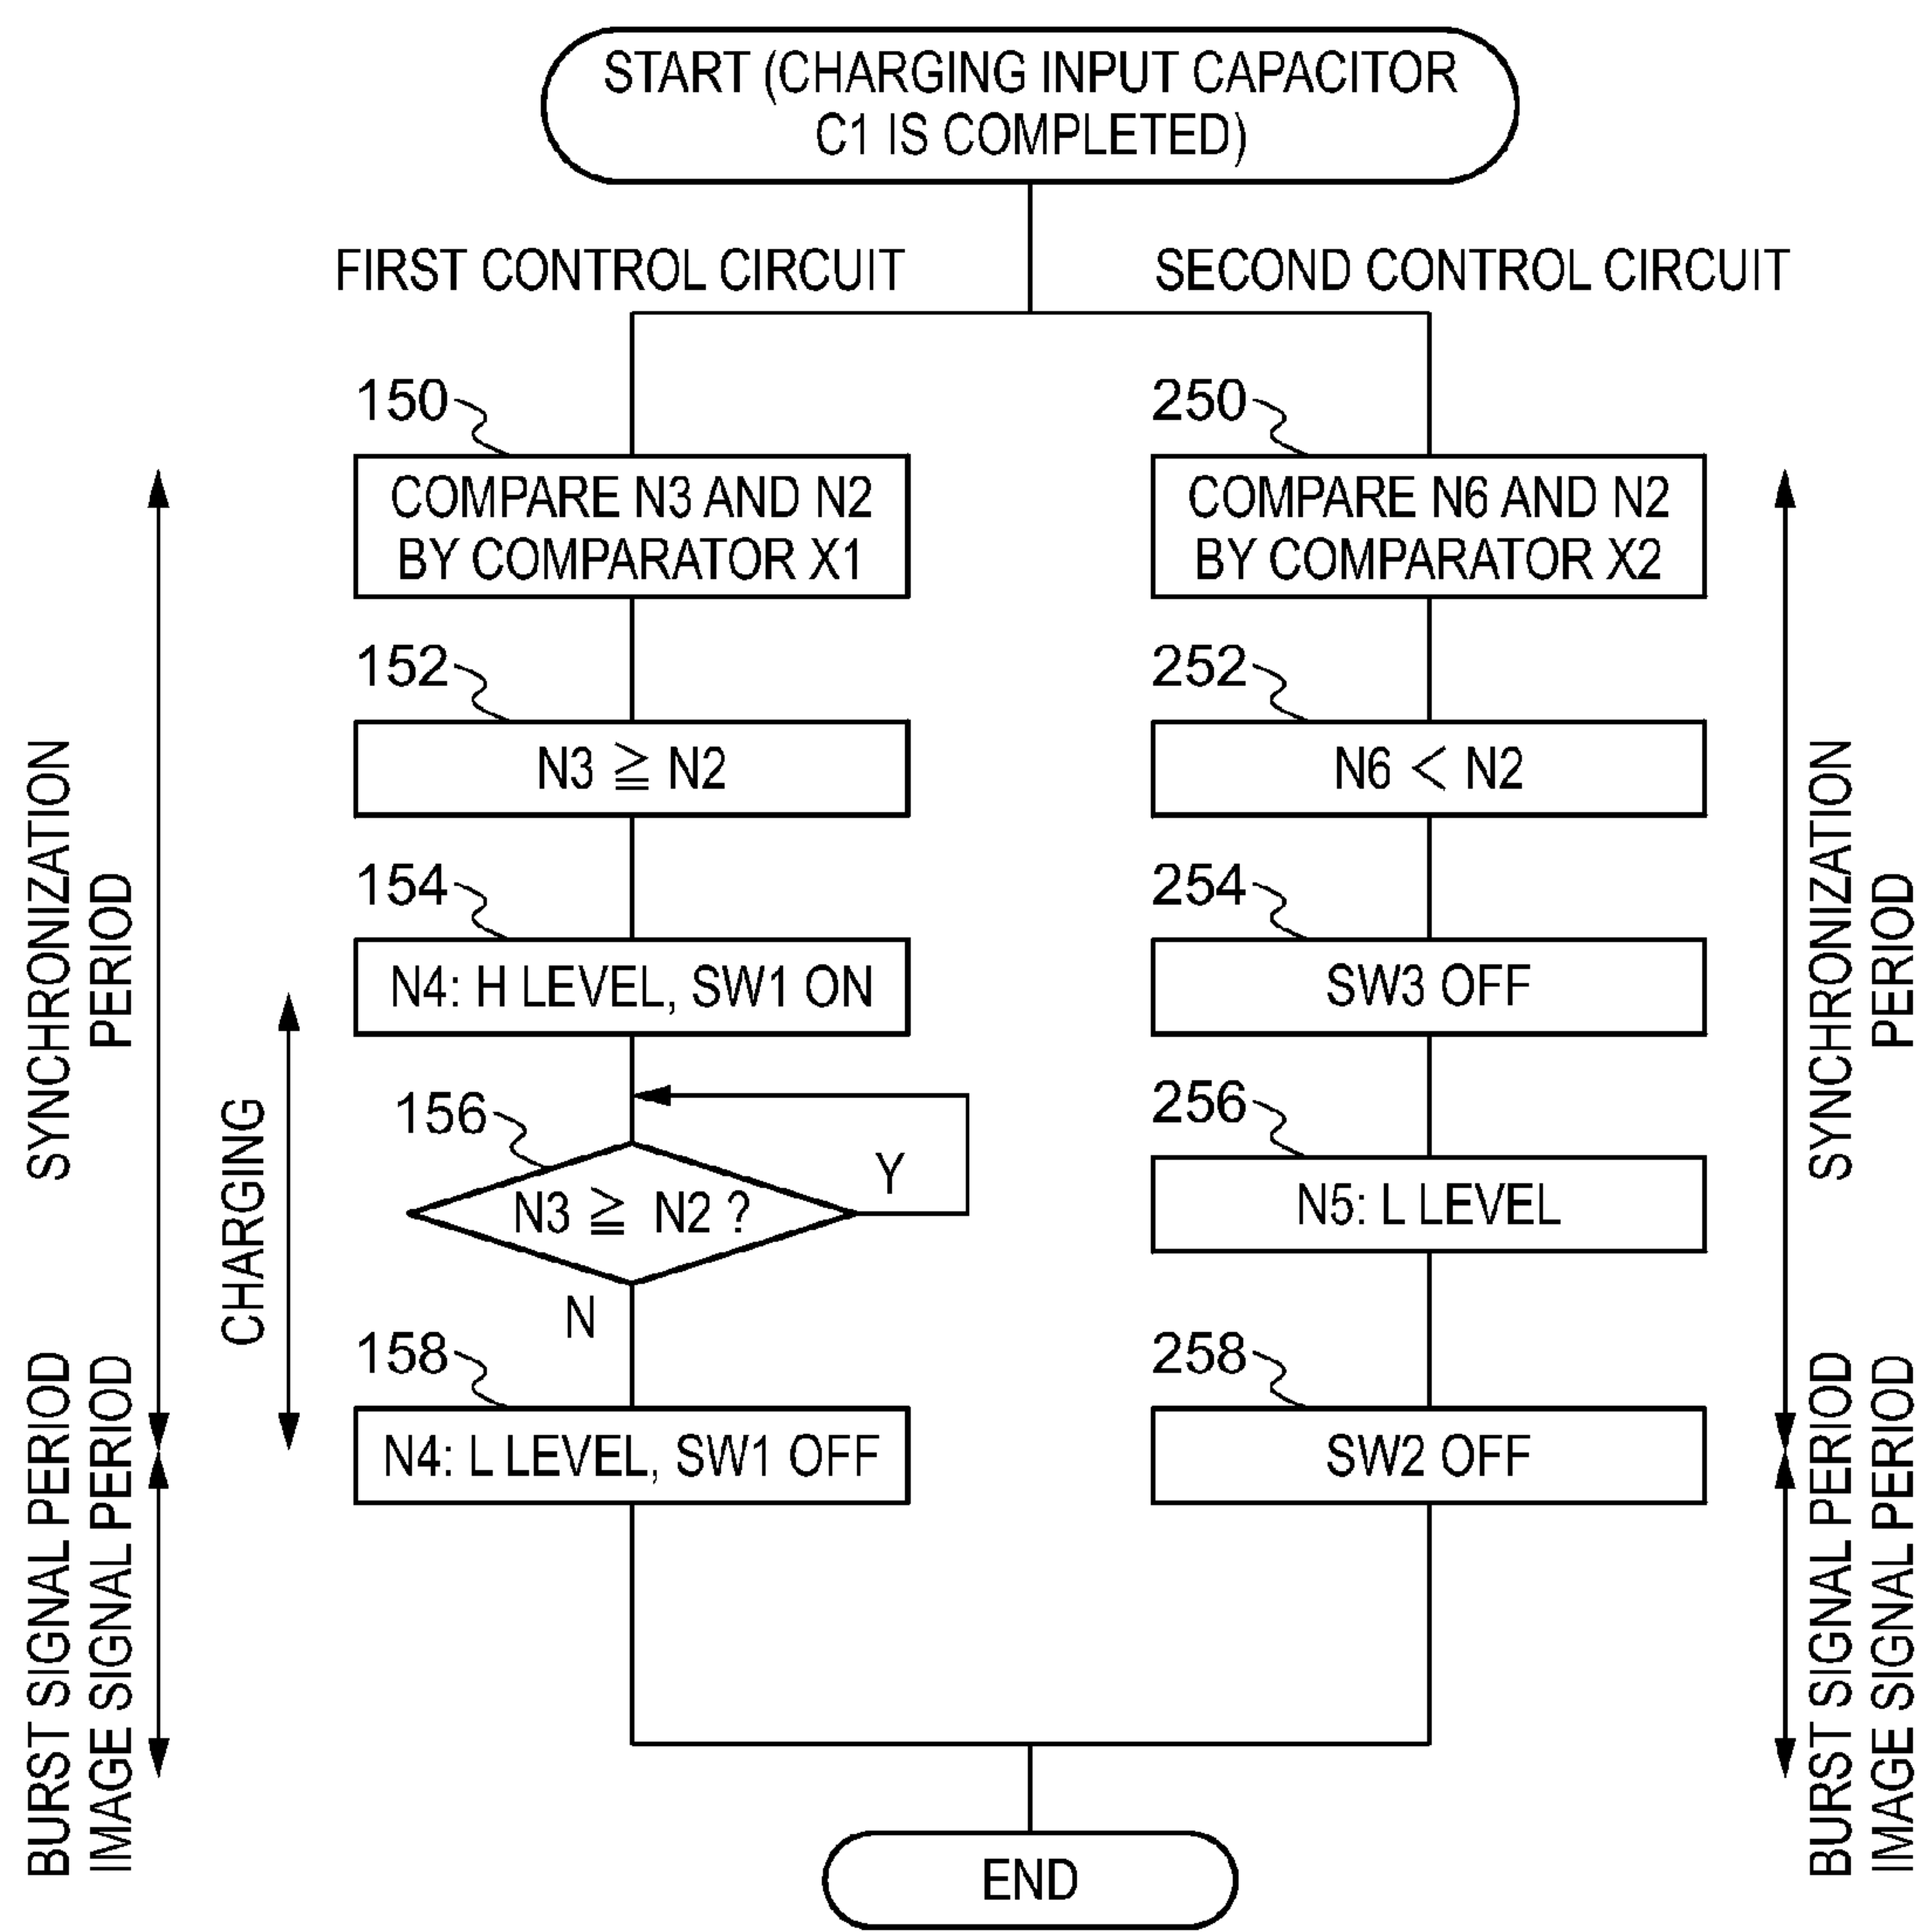 START (CHARGING INPUT CAPACITOR
C1 IS COMPLETED)
FIRST CONTROL CIRCUIT
SECOND CONTROL CIRCUIT
150
COMPARE N3 AND N2
BY COMPARATOR X1
152
N3 ≧ N2
154
N4: H LEVEL, SW1 ON
156
N3 ≧ N2 ?
Y
N
158
N4: L LEVEL, SW1 OFF
250
COMPARE N6 AND N2
BY COMPARATOR X2
252
N6 < N2
254
SW3 OFF
256
N5: L LEVEL
258
SW2 OFF
SYNCHRONIZATION
PERIOD
CHARGING
BURST SIGNAL PERIOD
IMAGE SIGNAL PERIOD
SYNCHRONIZATION
PERIOD
BURST SIGNAL PERIOD
IMAGE SIGNAL PERIOD
END